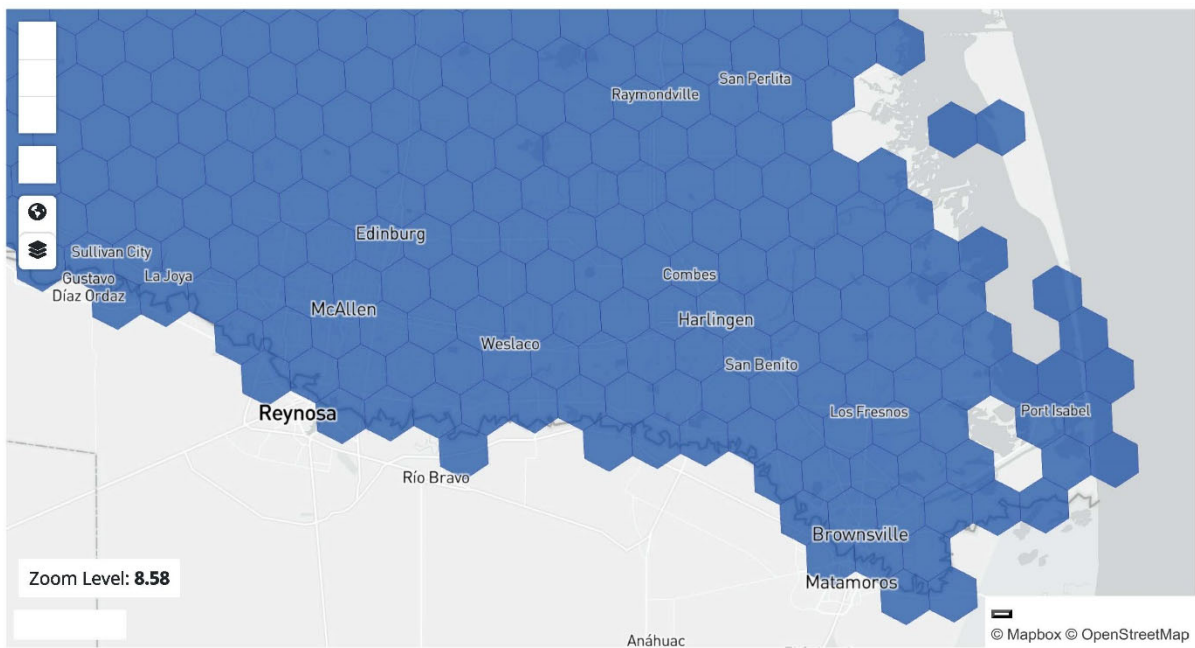 San Perlita
Raymondville
Edinburg
Sullivan City
La Joya
Gustavo
Díaz Ordaz
Combes
McAllen
Harlingen
Weslaco
San Benito
Reynosa
Los Fresnos
Port Isabel
Río Bravo
Brownsville
Matamoros
Zoom Level: 8.58
Anáhuac
© Mapbox © OpenStreetMap